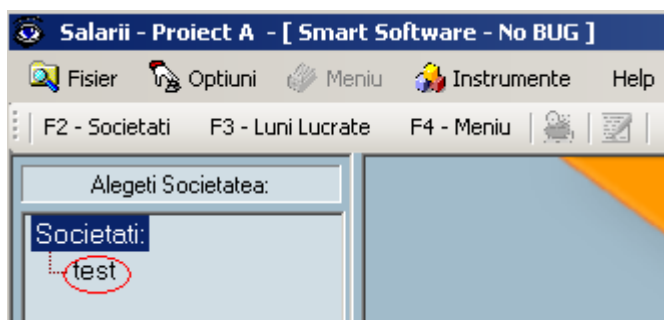 Salarii - Proiect A - [ Smart Software - No BUG ]
Fisier Optiuni Meniu Instrumente Help
F2 - Societati F3 - Luni Lucrate F4 - Meniu
Alegeti Societatea:
Societati:
test